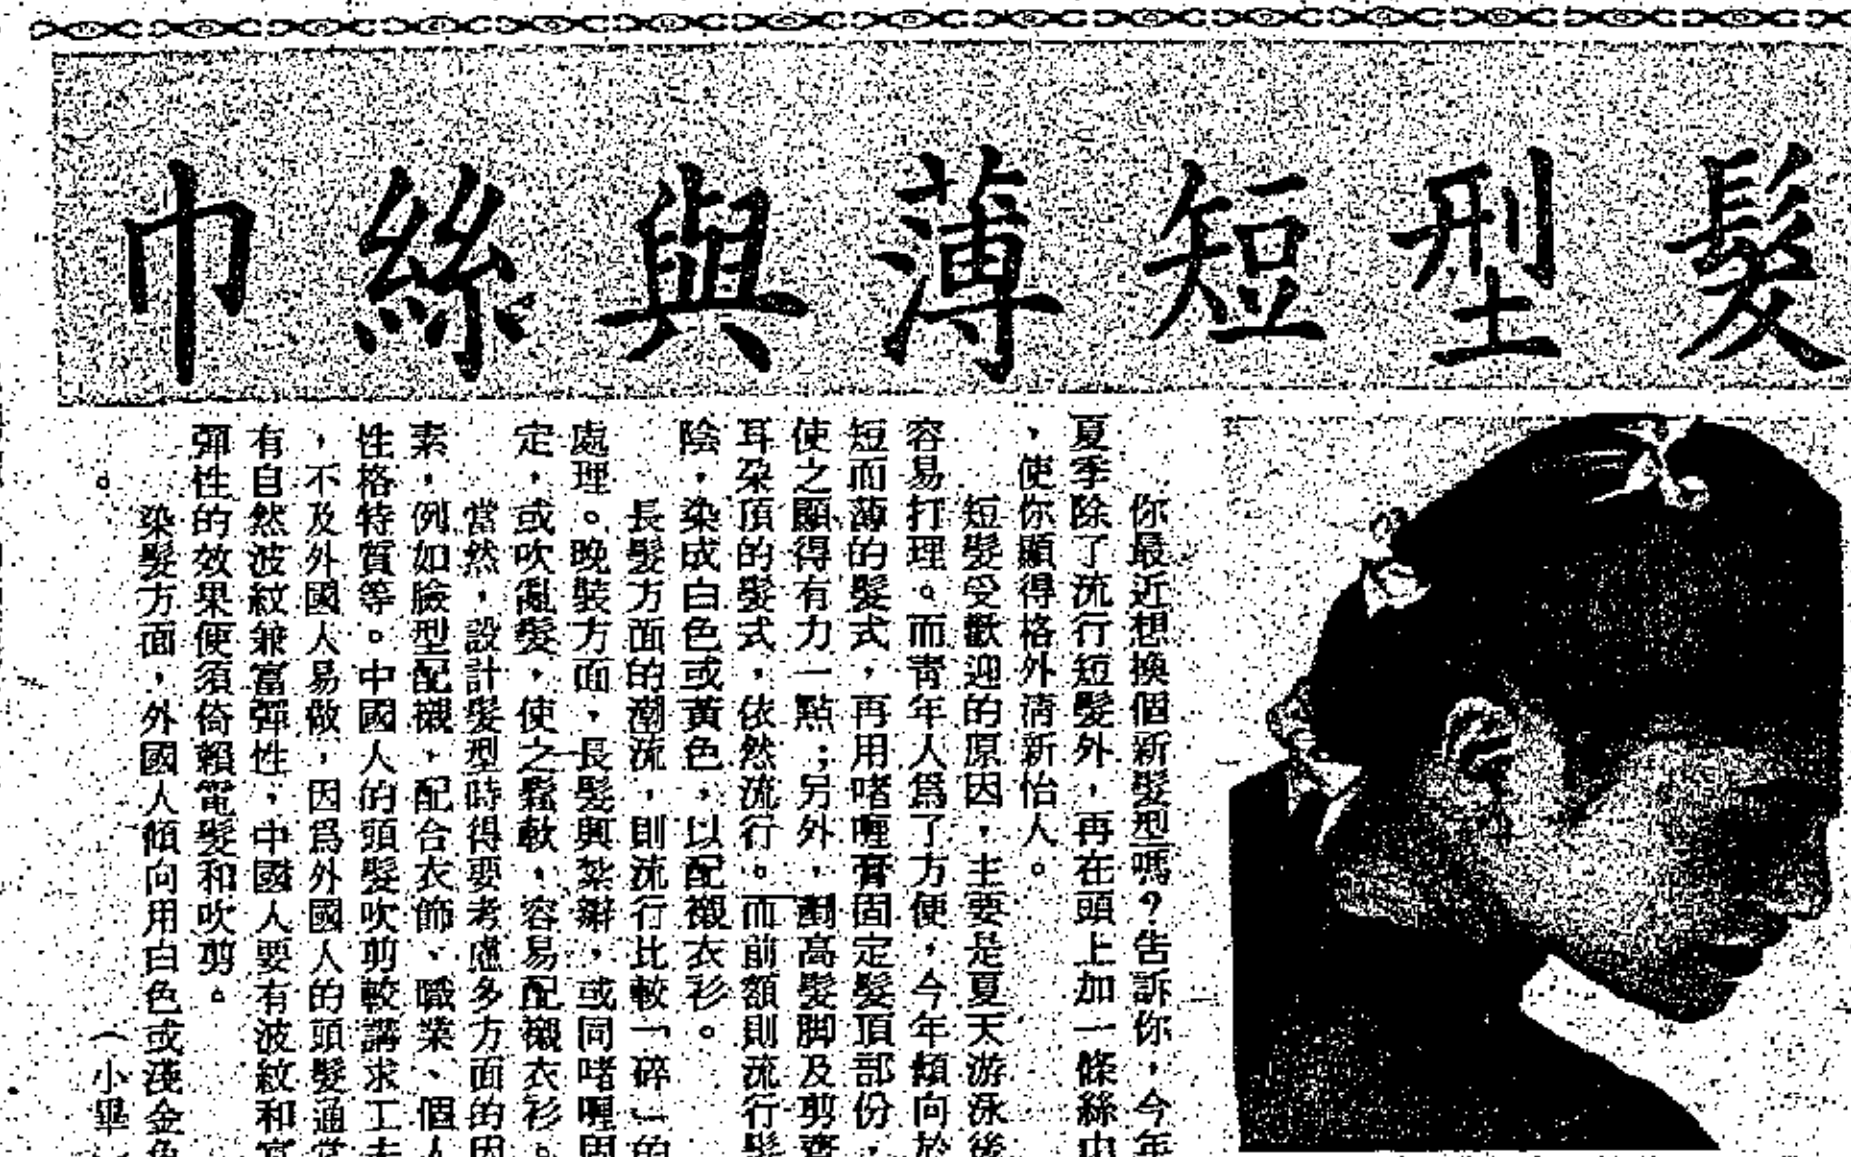 髮型短薄與絲巾
你最近想換個新髮型嗎?告訴你,今年
夏季除了流行短髮外,再在頭上加一條絲巾
,使你顯得格外清新怡人。
短髮受歡迎的原因,主要是夏天游泳後
容易打理。而青年人爲了方便,今年傾向於
短而薄的髮式,再用啫喱膏固定髮頂部份,
使之顯得有力一點;另外,剷高髮脚及剪齊
耳朶頂的髮式,依然流行。而前額則流行髮
陰,染成白色或黃色,以配襯衣衫。
長髮方面的潮流,則流行比較「碎」的
處理。晚裝方面,長髮與紮辮,或同啫喱固
定,或吹亂髮,使之鬆軟,容易配襯衣衫。
當然,設計髮型時得要考慮多方面的因
素,例如臉型配襯,配合衣飾、職業、個人
性格特質等。中國人的頭髮吹剪較講求工夫
,不及外國人易做,因爲外國人的頭髮通常
有自然波紋兼富彈性,中國人要有波紋和富
彈性的效果便須倚賴電髮和吹剪。
染髮方面,外國人傾向用白色或淺金色
。 (小畢)